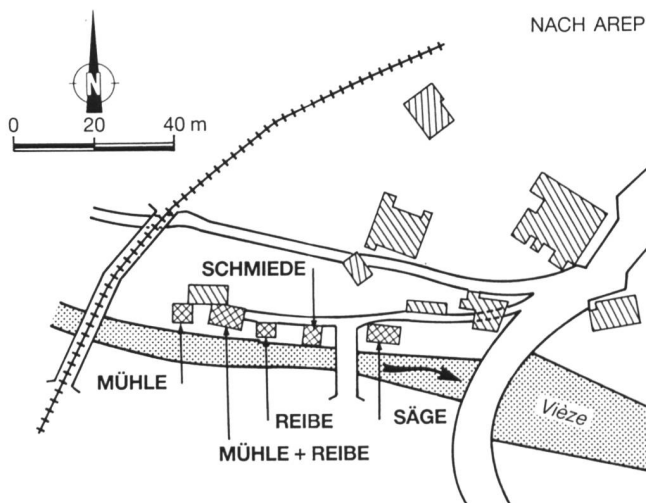 NACH AREP
N
0 20 40 m
SCHMIEDE
MÜHLE
REIBE
SÄGE
MÜHLE + REIBE
Vièze